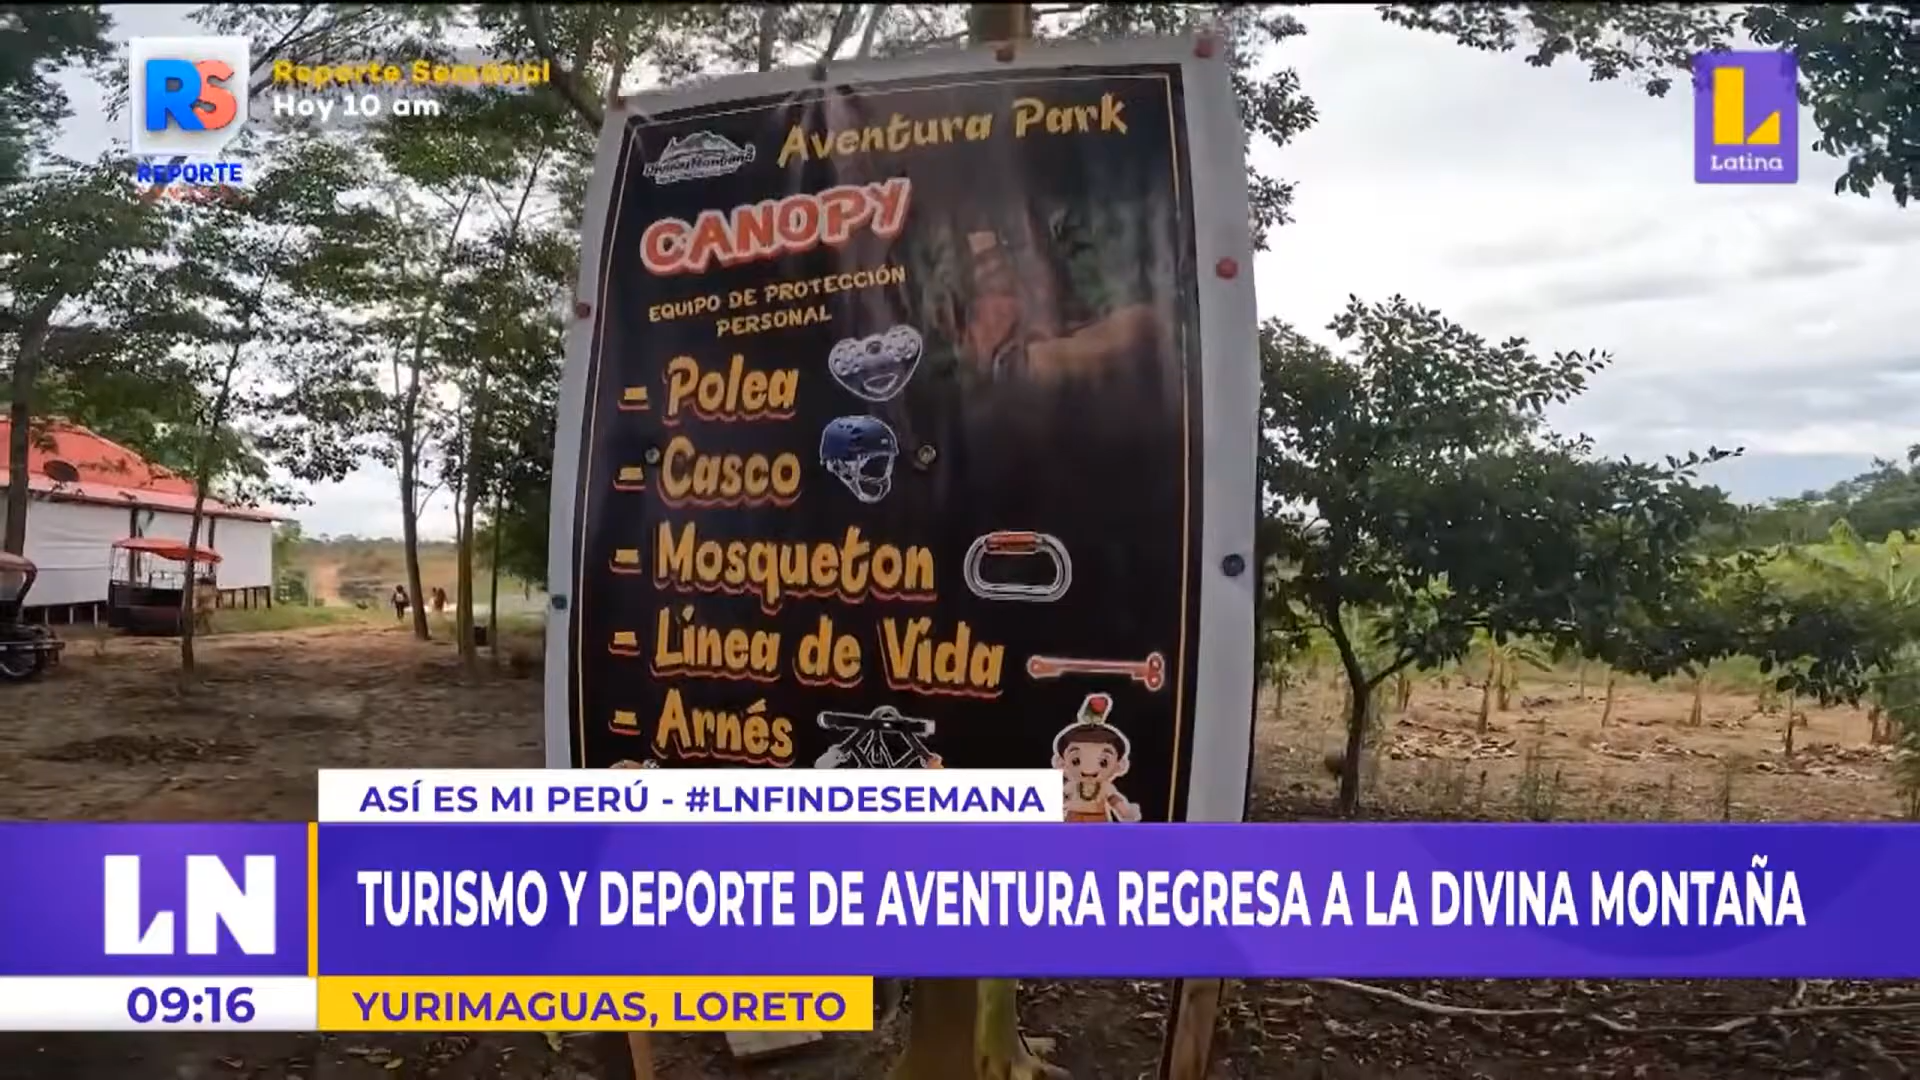 RS
Reporte Semanal
Hoy 10 am
REPORTE
Latina
Divina Montaña
Aventura Park
CANOPY
EQUIPO DE PROTECCIÓN
PERSONAL
- Polea
- Casco
- Mosqueton
- Línea de Vida
- Arnés
ASÍ ES MI PERÚ - #LNFINDESEMANA
LN
TURISMO Y DEPORTE DE AVENTURA REGRESA A LA DIVINA MONTAÑA
09:16
YURIMAGUAS, LORETO